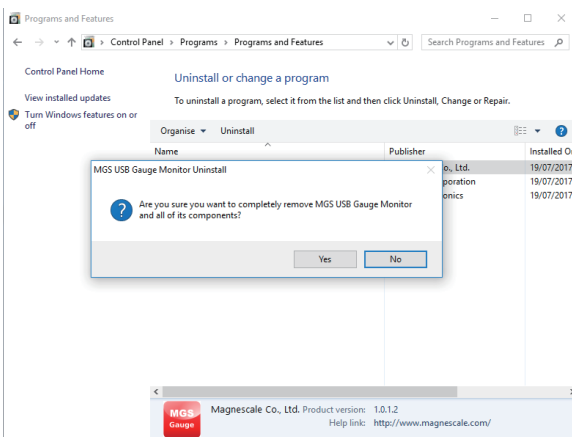 Programs and Features
Control Panel > Programs > Programs and Features
Search Programs and Features
Control Panel Home
View installed updates
Turn Windows features on or
off
Uninstall or change a program
To uninstall a program, select it from the list and then click Uninstall, Change or Repair.
Organise
Uninstall
Name
Publisher
Installed O
o., Ltd.
19/07/2017
poration
19/07/2017
onics
19/07/2017
MGS USB Gauge Monitor Uninstall
Are you sure you want to completely remove MGS USB Gauge Monitor
and all of its components?
Yes
No
MGS
Gauge
Magnescale Co., Ltd. Product version: 1.0.1.2
Help link: http://www.magnescale.com/